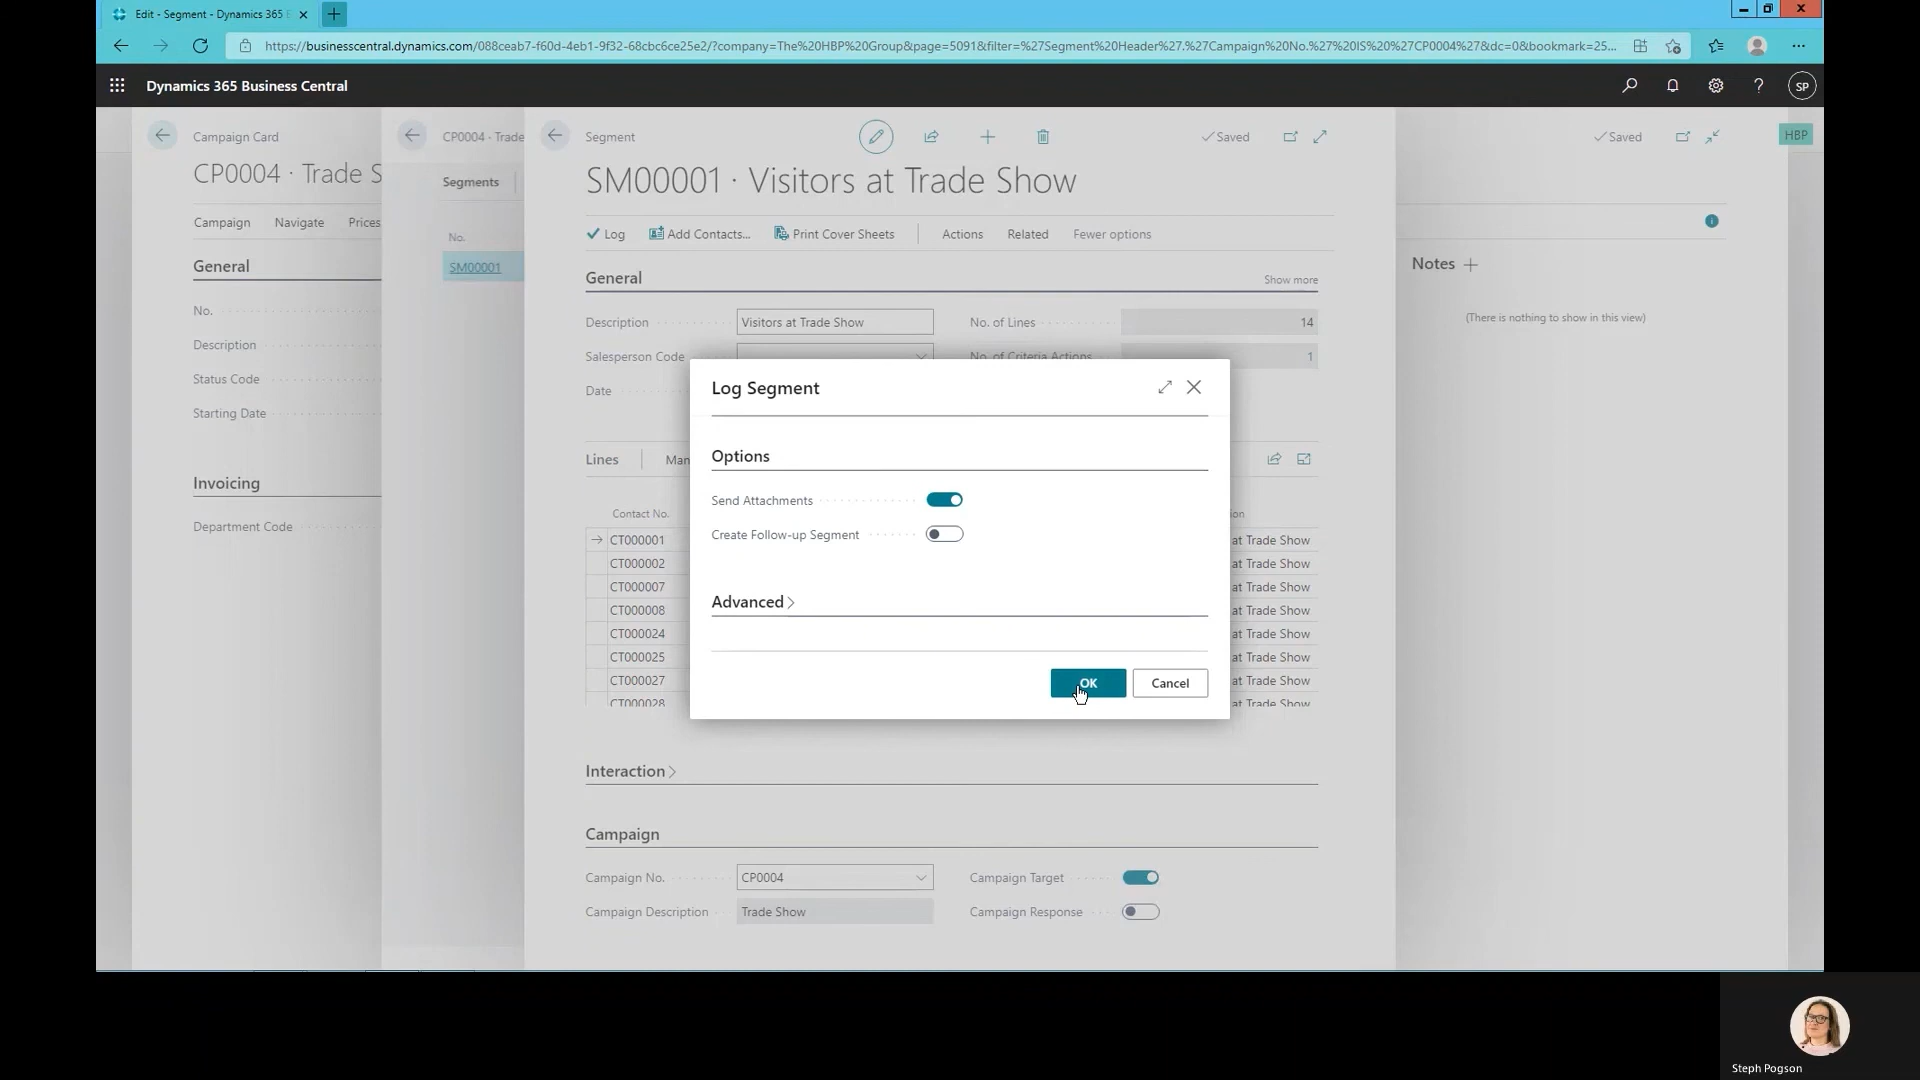 Edit - Segment - Dynamics 365
https://businesscentral.dynamics.com/088ceab7-f60d-4eb1-9f32-68cbc6ce25e2/?company=The%20HBP%20Group&page=5091&filter=%27Segment%20Header%27.%27Campaign%20No.%27%20IS%20%27CP0004%27&dc=0&bookmark=25...
Dynamics 365 Business Central
SP
Campaign Card
CP0004 · Trade
Segment
Saved
Saved
HBP
CP0004 · Trade S
Segments
SM00001 · Visitors at Trade Show
Campaign
Navigate
Prices
Log
Add Contacts...
Print Cover Sheets
Actions
Related
Fewer options
No.
General
SM00001
General
Show more
Notes
No.
Description
Visitors at Trade Show
No. of Lines
14
(There is nothing to show in this view)
Description
Salesperson Code
No. of Criteria Actions
1
Status Code
Date
Starting Date
Log Segment
Options
Send Attachments
Create Follow-up Segment
Advanced
OK
Cancel
Lines
Man
Invoicing
Department Code
Contact No.
ion
CT000001
at Trade Show
CT000002
at Trade Show
CT000007
at Trade Show
CT000008
at Trade Show
CT000024
at Trade Show
CT000025
at Trade Show
CT000027
at Trade Show
CT000028
at Trade Show
Interaction
Campaign
Campaign No.
CP0004
Campaign Target
Campaign Description
Trade Show
Campaign Response
Steph Pogson